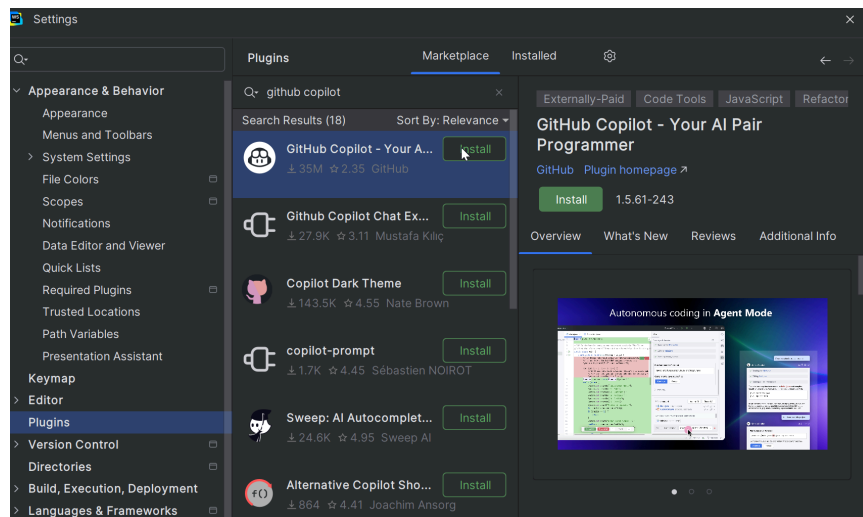 WS
Settings
Plugins
Marketplace
Installed
Appearance & Behavior
Appearance
Menus and Toolbars
System Settings
File Colors
Scopes
Notifications
Data Editor and Viewer
Quick Lists
Required Plugins
Trusted Locations
Path Variables
Presentation Assistant
Keymap
Editor
Plugins
Version Control
Directories
Build, Execution, Deployment
Languages & Frameworks
github copilot
Search Results (18) Sort By: Relevance
GitHub Copilot - Your A... Install
35M 2.35 GitHub
Github Copilot Chat Ex... Install
27.9K 3.11 Mustafa Kılıç
Copilot Dark Theme Install
143.5K 4.55 Nate Brown
copilot-prompt Install
1.7K 4.45 Sébastien NOIROT
Sweep: AI Autocomplet... Install
24.6K 4.95 Sweep AI
f() Alternative Copilot Sho... Install
864 4.41 Joachim Ansorg
Externally-Paid Code Tools JavaScript Refactor
GitHub Copilot - Your AI Pair
Programmer
GitHub Plugin homepage ↗
Install 1.5.61-243
Overview What's New Reviews Additional Info
Autonomous coding in Agent Mode